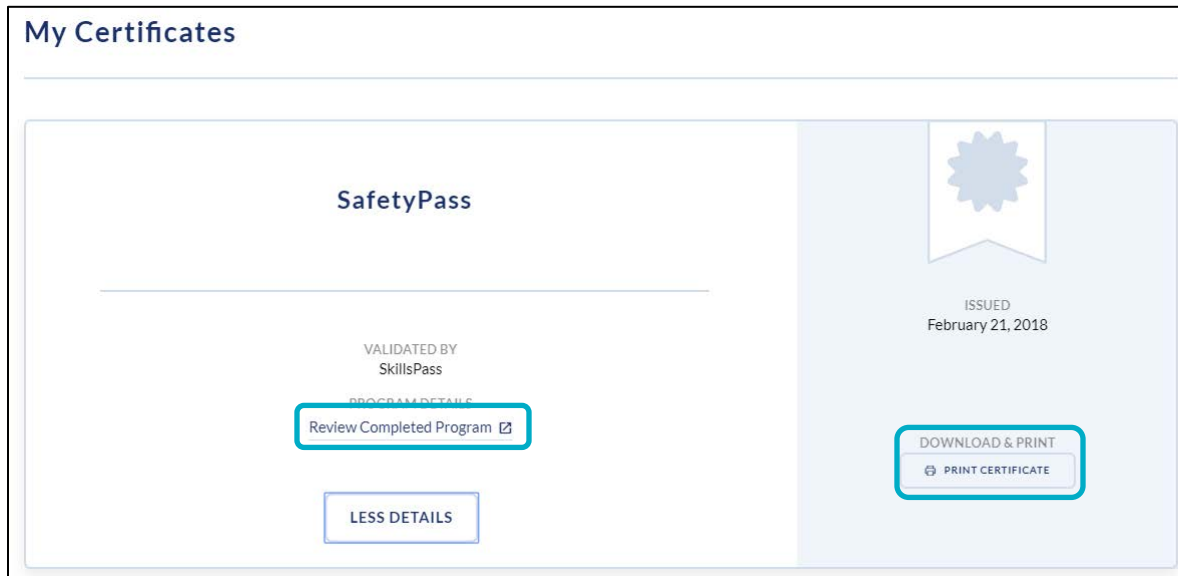 My Certificates
SafetyPass
VALIDATED BY
SkillsPass
PROGRAM DETAILS
Review Completed Program
LESS DETAILS
ISSUED
February 21, 2018
DOWNLOAD & PRINT
PRINT CERTIFICATE